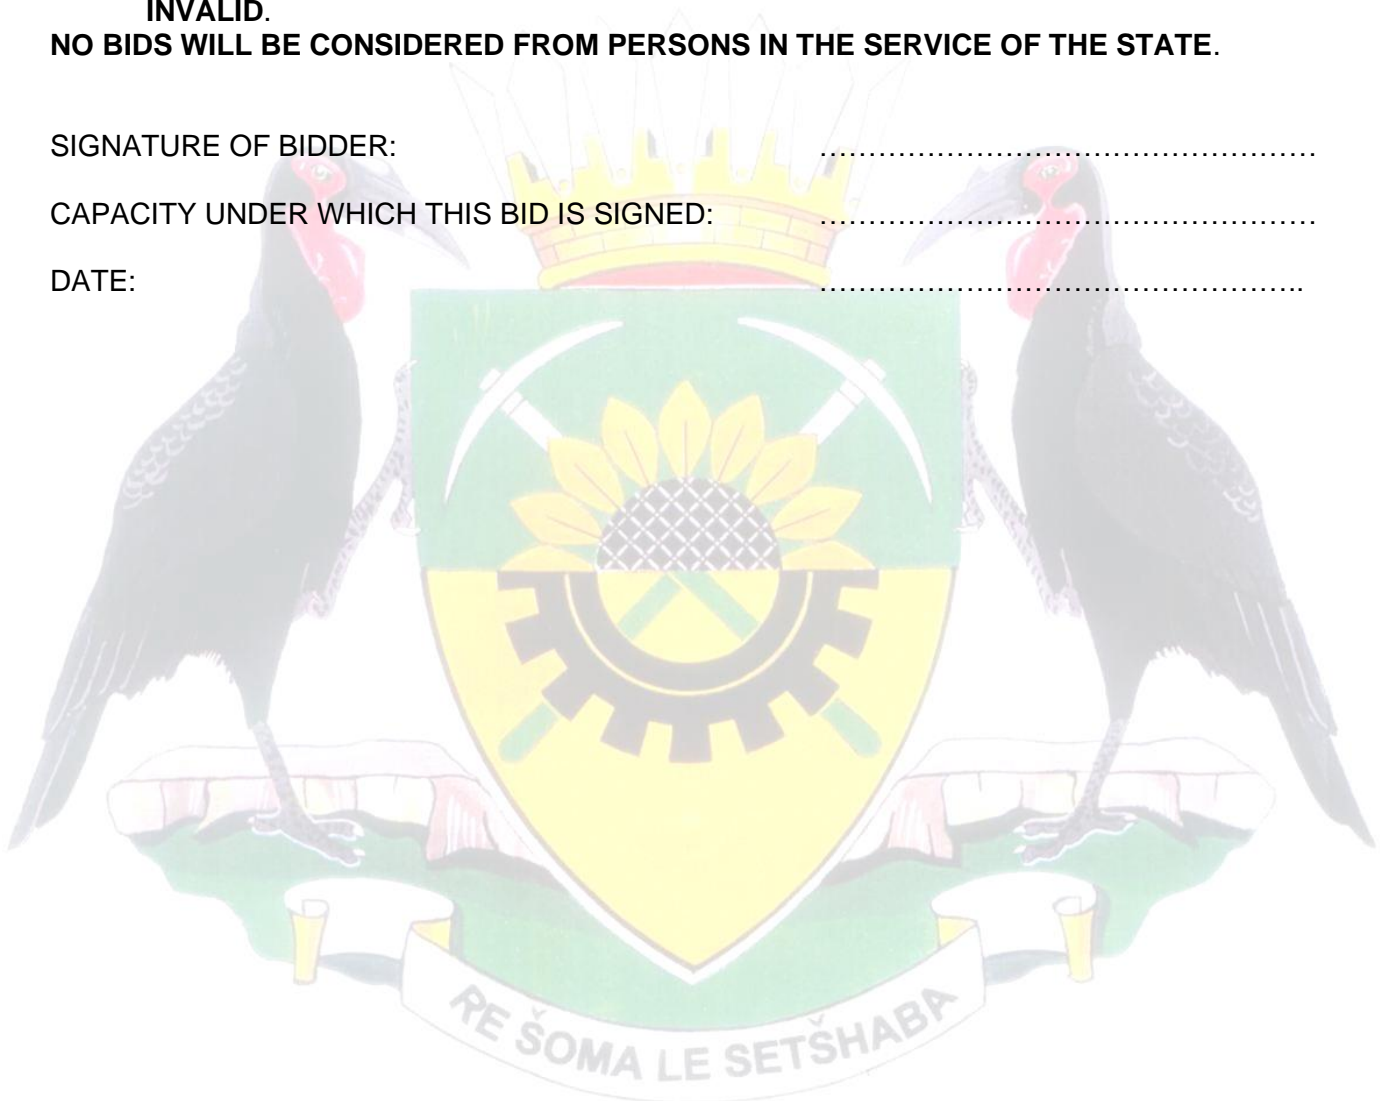 INVALID.
NO BIDS WILL BE CONSIDERED FROM PERSONS IN THE SERVICE OF THE STATE.
SIGNATURE OF BIDDER: ……………………………………………
CAPACITY UNDER WHICH THIS BID IS SIGNED: ……………………………………………
DATE: …………………………………………..
RE ŠOMA LE SETŠHABA